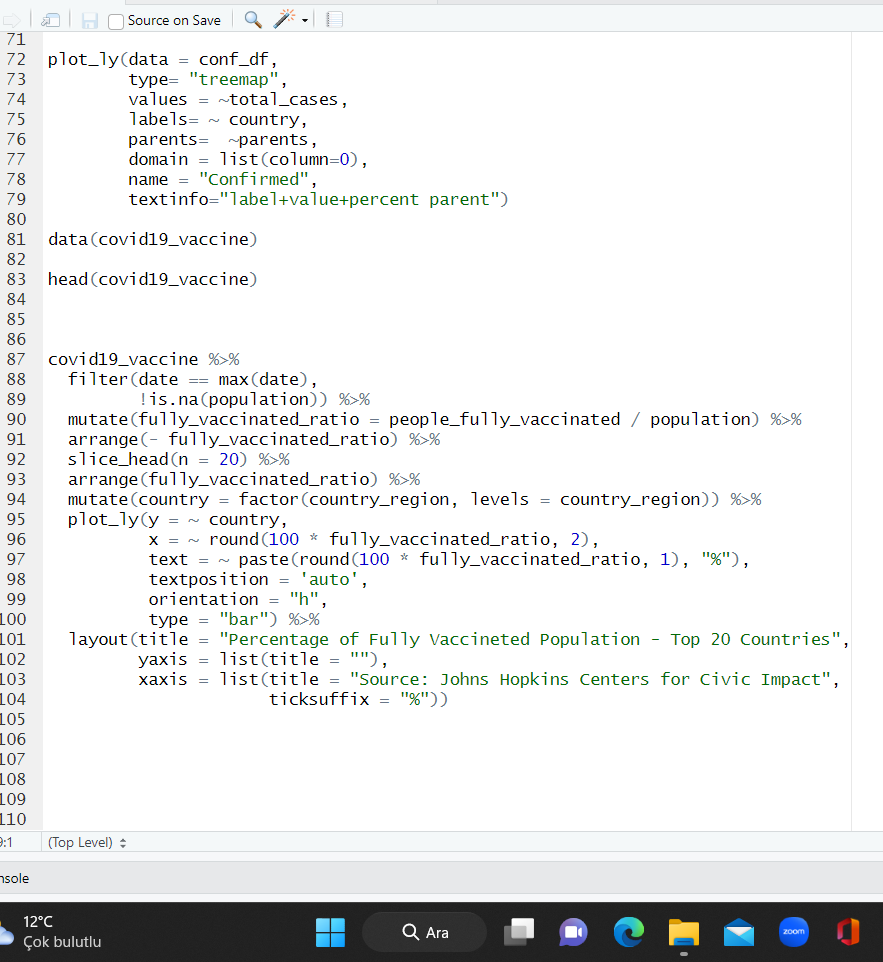 Source on Save
71
72 plot_ly(data = conf_df,
73 type= "treemap",
74 values = ~total_cases,
75 labels= ~ country,
76 parents= ~parents,
77 domain = list(column=0),
78 name = "Confirmed",
79 textinfo="label+value+percent parent")
80
81 data(covid19_vaccine)
82
83 head(covid19_vaccine)
84
85
86
87 covid19_vaccine %>%
88 filter(date == max(date),
89 !is.na(population)) %>%
90 mutate(fully_vaccinated_ratio = people_fully_vaccinated / population) %>%
91 arrange(- fully_vaccinated_ratio) %>%
92 slice_head(n = 20) %>%
93 arrange(fully_vaccinated_ratio) %>%
94 mutate(country = factor(country_region, levels = country_region)) %>%
95 plot_ly(y = ~ country,
96 x = ~ round(100 * fully_vaccinated_ratio, 2),
97 text = ~ paste(round(100 * fully_vaccinated_ratio, 1), "%"),
98 textposition = 'auto',
99 orientation = "h",
100 type = "bar") %>%
101 layout(title = "Percentage of Fully Vaccineted Population - Top 20 Countries",
102 yaxis = list(title = ""),
103 xaxis = list(title = "Source: Johns Hopkins Centers for Civic Impact",
104 ticksuffix = "%"))
105
106
107
108
109
110
9:1 (Top Level)
nsole
12°C
Çok bulutlu
Ara
zoom